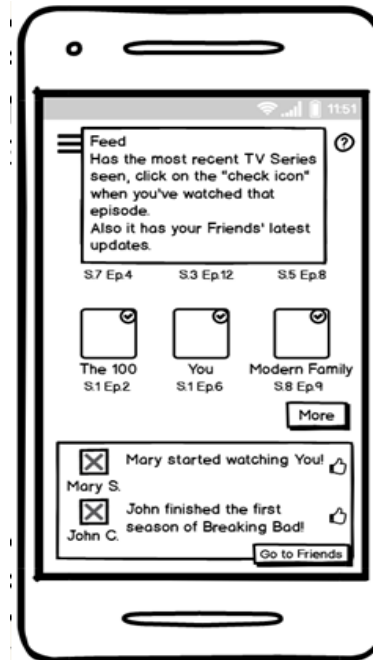 11:51
Feed
Has the most recent TV Series
seen, click on the "check icon"
when you've watched that
episode.
Also it has your Friends' latest
updates.
?
S.7 Ep.4 S.3 Ep.12 S.5 Ep.8
The 100 You Modern Family
S.1 Ep.2 S.1 Ep.6 S.8 Ep.9
More
Mary started watching You!
Mary S.
John finished the first
season of Breaking Bad!
John C.
Go to Friends